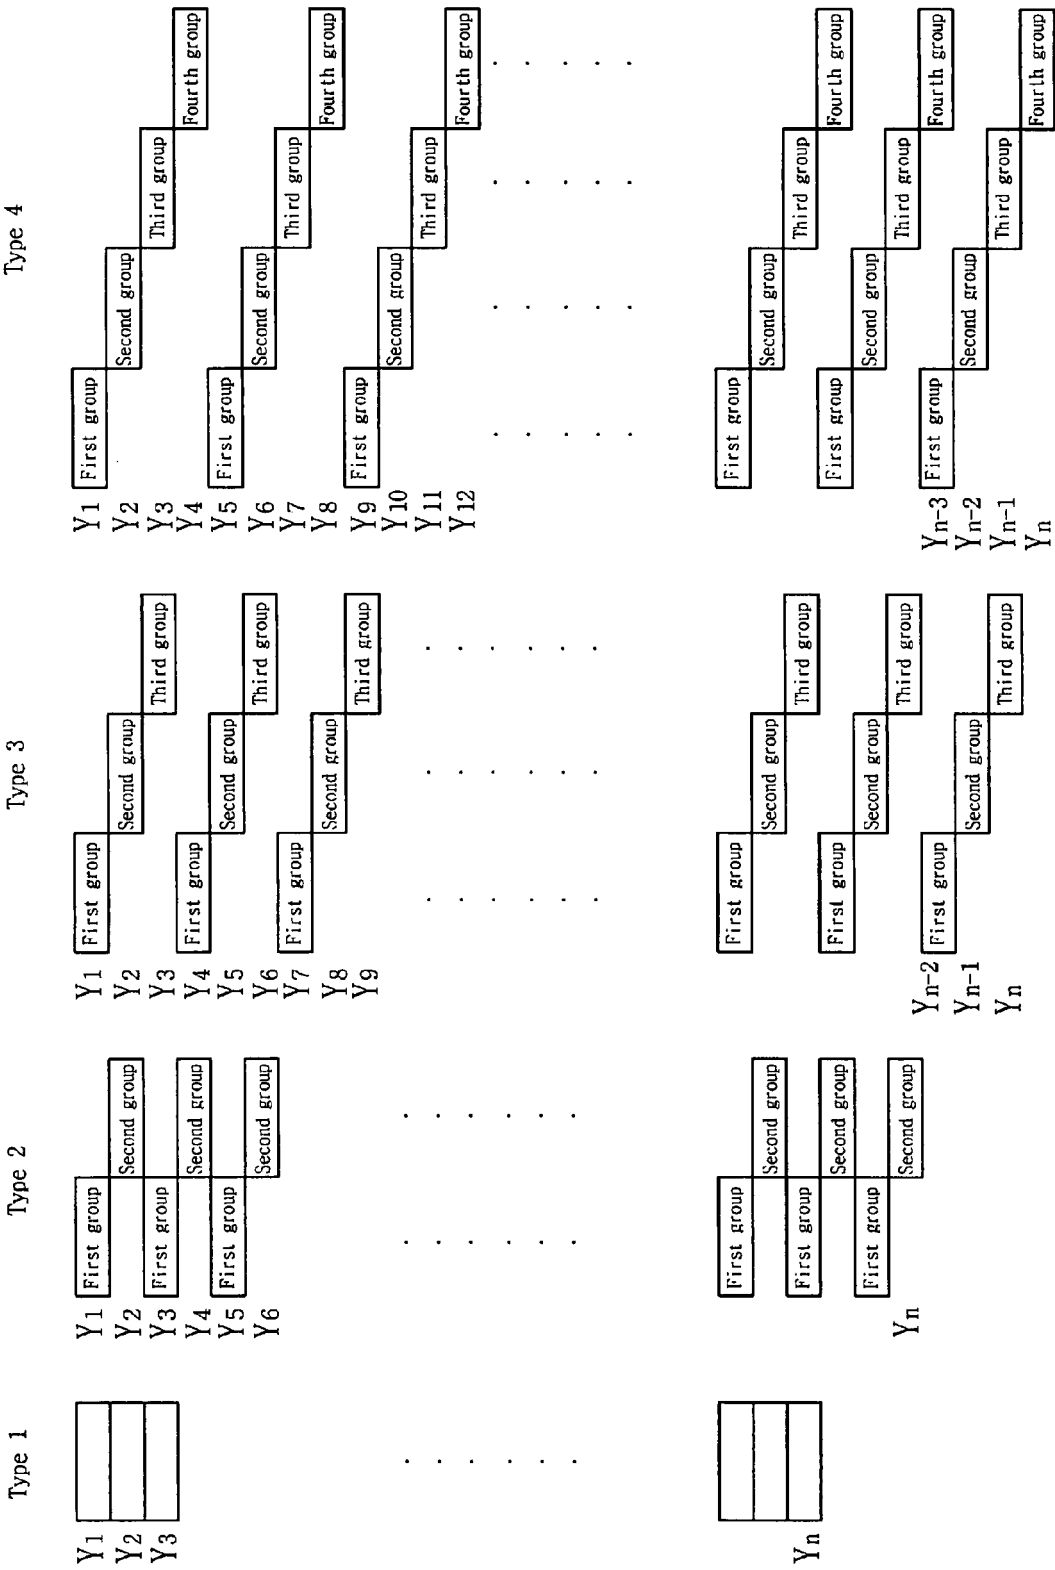 Type 1
Y1
Y2
Y3
Yn
Type 2
Y1 First group
Y2 Second group
Y3 First group
Y4 Second group
Y5 First group
Y6 Second group
First group
Second group
First group
Second group
First group
Yn Second group
Type 3
Y1 First group
Y2 Second group
Y3 Third group
Y4 First group
Y5 Second group
Y6 Third group
Y7 First group
Y8 Second group
Y9 Third group
First group
Second group
Third group
First group
Second group
Third group
Yn-2 First group
Yn-1 Second group
Yn Third group
Type 4
Y1 First group
Y2 Second group
Y3 Third group
Y4 Fourth group
Y5 First group
Y6 Second group
Y7 Third group
Y8 Fourth group
Y9 First group
Y10 Second group
Y11 Third group
Y12 Fourth group
First group
Second group
Third group
Fourth group
First group
Second group
Third group
Fourth group
Yn-3 First group
Yn-2 Second group
Yn-1 Third group
Yn Fourth group